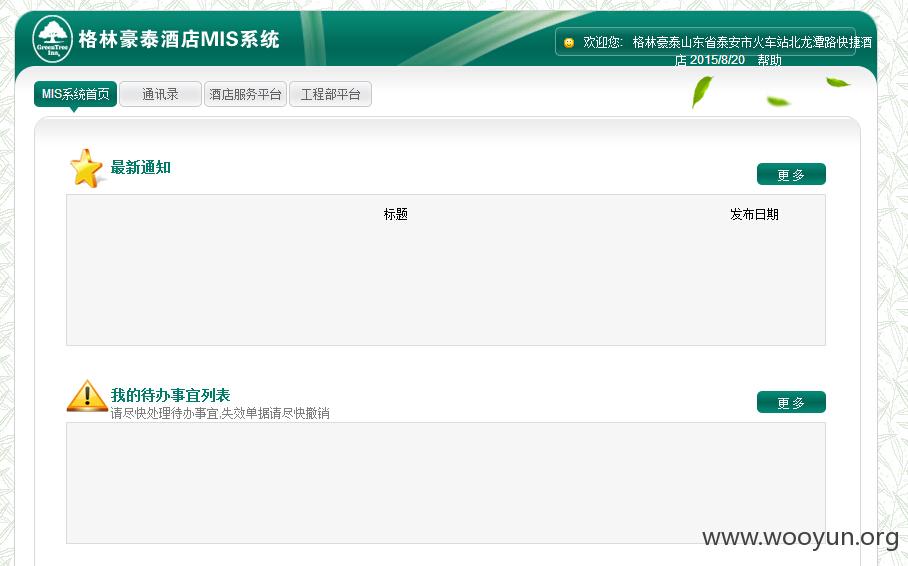 GreenTree Inn
格林豪泰酒店MIS系统
欢迎您: 格林豪泰山东省泰安市火车站北龙潭路快捷酒
店 2015/8/20 帮助
MIS系统首页 通讯录 酒店服务平台 工程部平台
最新通知
更多
标题 发布日期
我的待办事宜列表
请尽快处理待办事宜,失效单据请尽快撤销
更多
www.wooyun.org